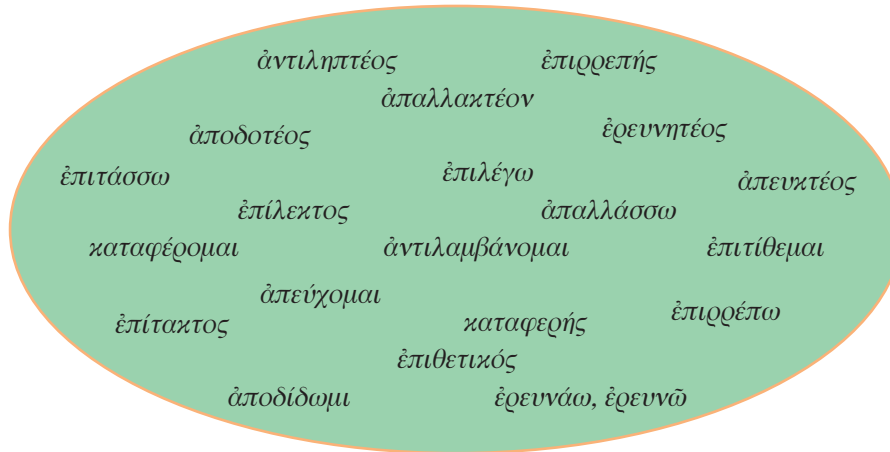 ἀντιληπτέος ἐπιρρεπής
ἀπαλλακτέον
ἀποδοτέος ἐρευνητέος
ἐπιτάσσω ἐπιλέγω ἀπευκτέος
ἐπίλεκτος ἀπαλλάσσω
καταφέρομαι ἀντιλαμβάνομαι ἐπιτίθεμαι
ἀπεύχομαι ἐπιρρέπω
ἐπίτακτος καταφερής
ἐπιθετικός
ἀποδίδωμι ἐρευνάω, ἐρευνῶ